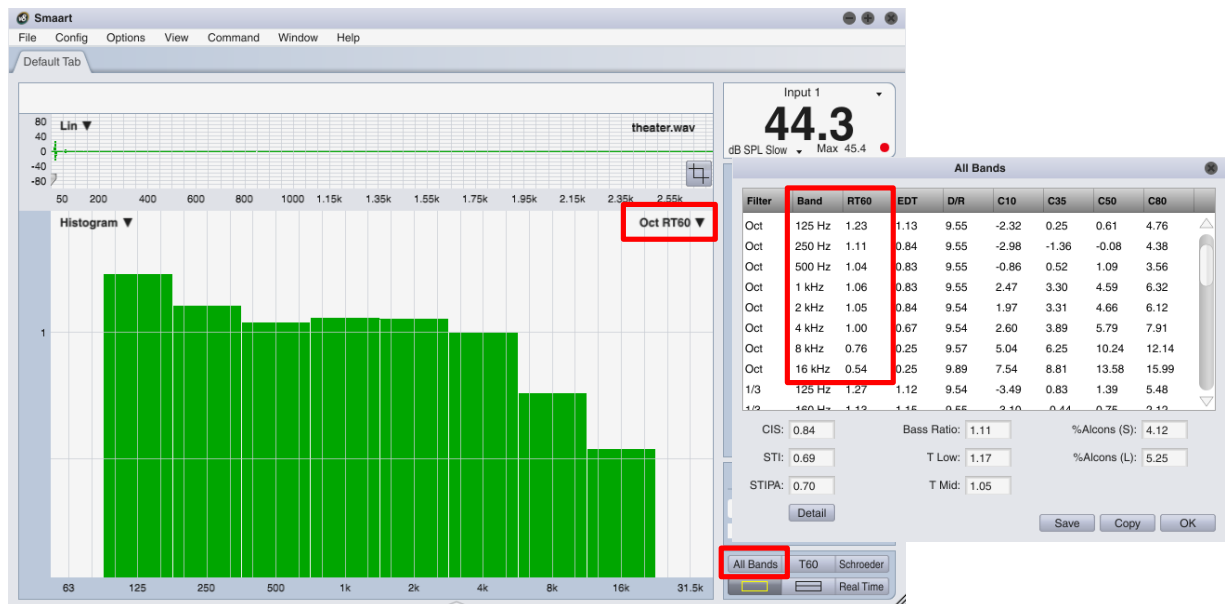 Smaart
File Config Options View Command Window Help
Default Tab
80
40
0
-40
-80
Lin ▼
theater.wav
50 200 400 600 800 1000 1.15k 1.35k 1.55k 1.75k 1.95k 2.15k 2.35k 2.55k
Histogram ▼
Oct RT60 ▼
1
63 125 250 500 1k 2k 4k 8k 16k 31.5k
Input 1
44.3
dB SPL Slow Max 45.4
All Bands
Filter Band RT60 EDT D/R C10 C35 C50 C80
Oct 125 Hz 1.23 1.13 9.55 -2.32 0.25 0.61 4.76
Oct 250 Hz 1.11 0.84 9.55 -2.98 -1.36 -0.08 4.38
Oct 500 Hz 1.04 0.83 9.55 -0.86 0.52 1.09 3.56
Oct 1 kHz 1.06 0.83 9.55 2.47 3.30 4.59 6.32
Oct 2 kHz 1.05 0.84 9.54 1.97 3.31 4.66 6.12
Oct 4 kHz 1.00 0.67 9.54 2.60 3.89 5.79 7.91
Oct 8 kHz 0.76 0.25 9.57 5.04 6.25 10.24 12.14
Oct 16 kHz 0.54 0.25 9.89 7.54 8.81 13.58 15.99
1/3 125 Hz 1.27 1.12 9.54 -3.49 0.83 1.39 5.48
CIS: 0.84 Bass Ratio: 1.11 %Alcons (S): 4.12
STI: 0.69 T Low: 1.17 %Alcons (L): 5.25
STIPA: 0.70 T Mid: 1.05
Detail
Save Copy OK
All Bands T60 Schroeder
Real Time